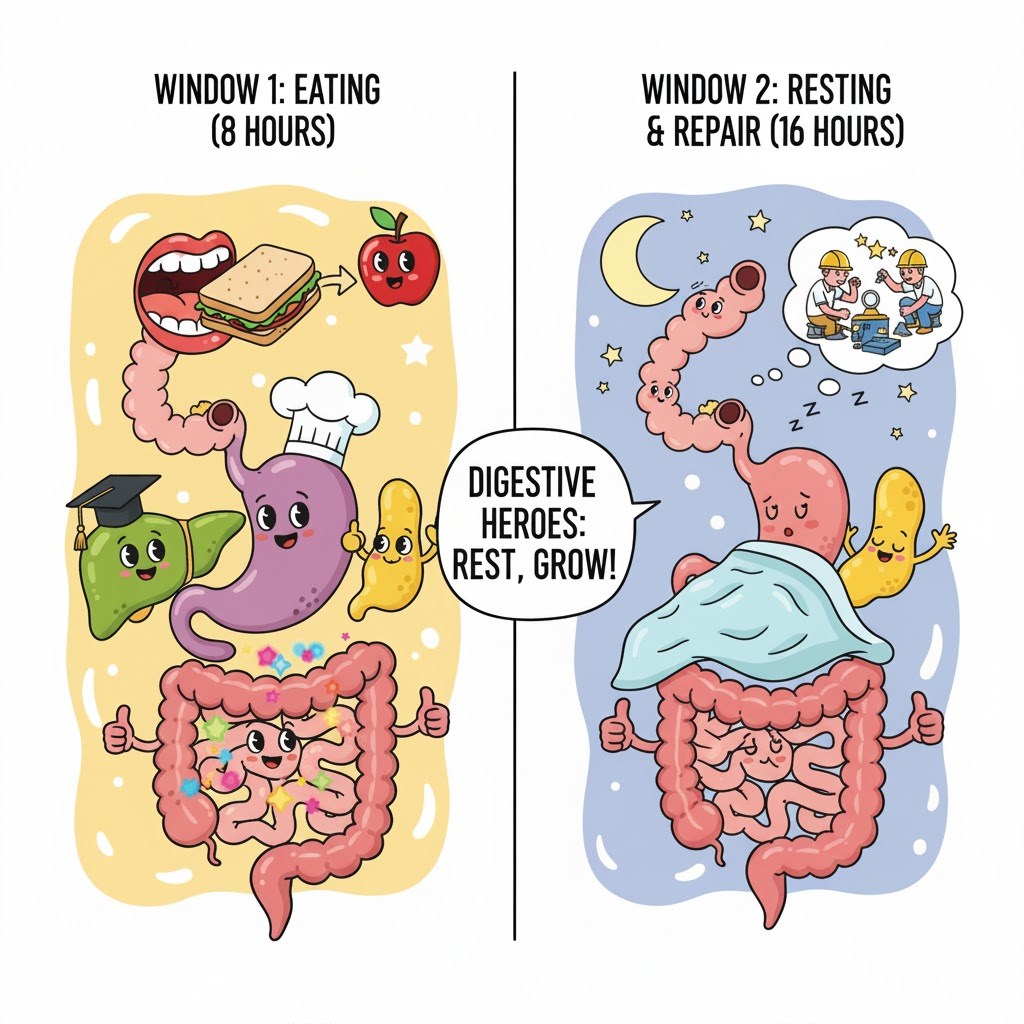 WINDOW 1: EATING
(8 HOURS)
WINDOW 2: RESTING
& REPAIR (16 HOURS)
z z z z
DIGESTIVE
HEROES:
REST, GROW!